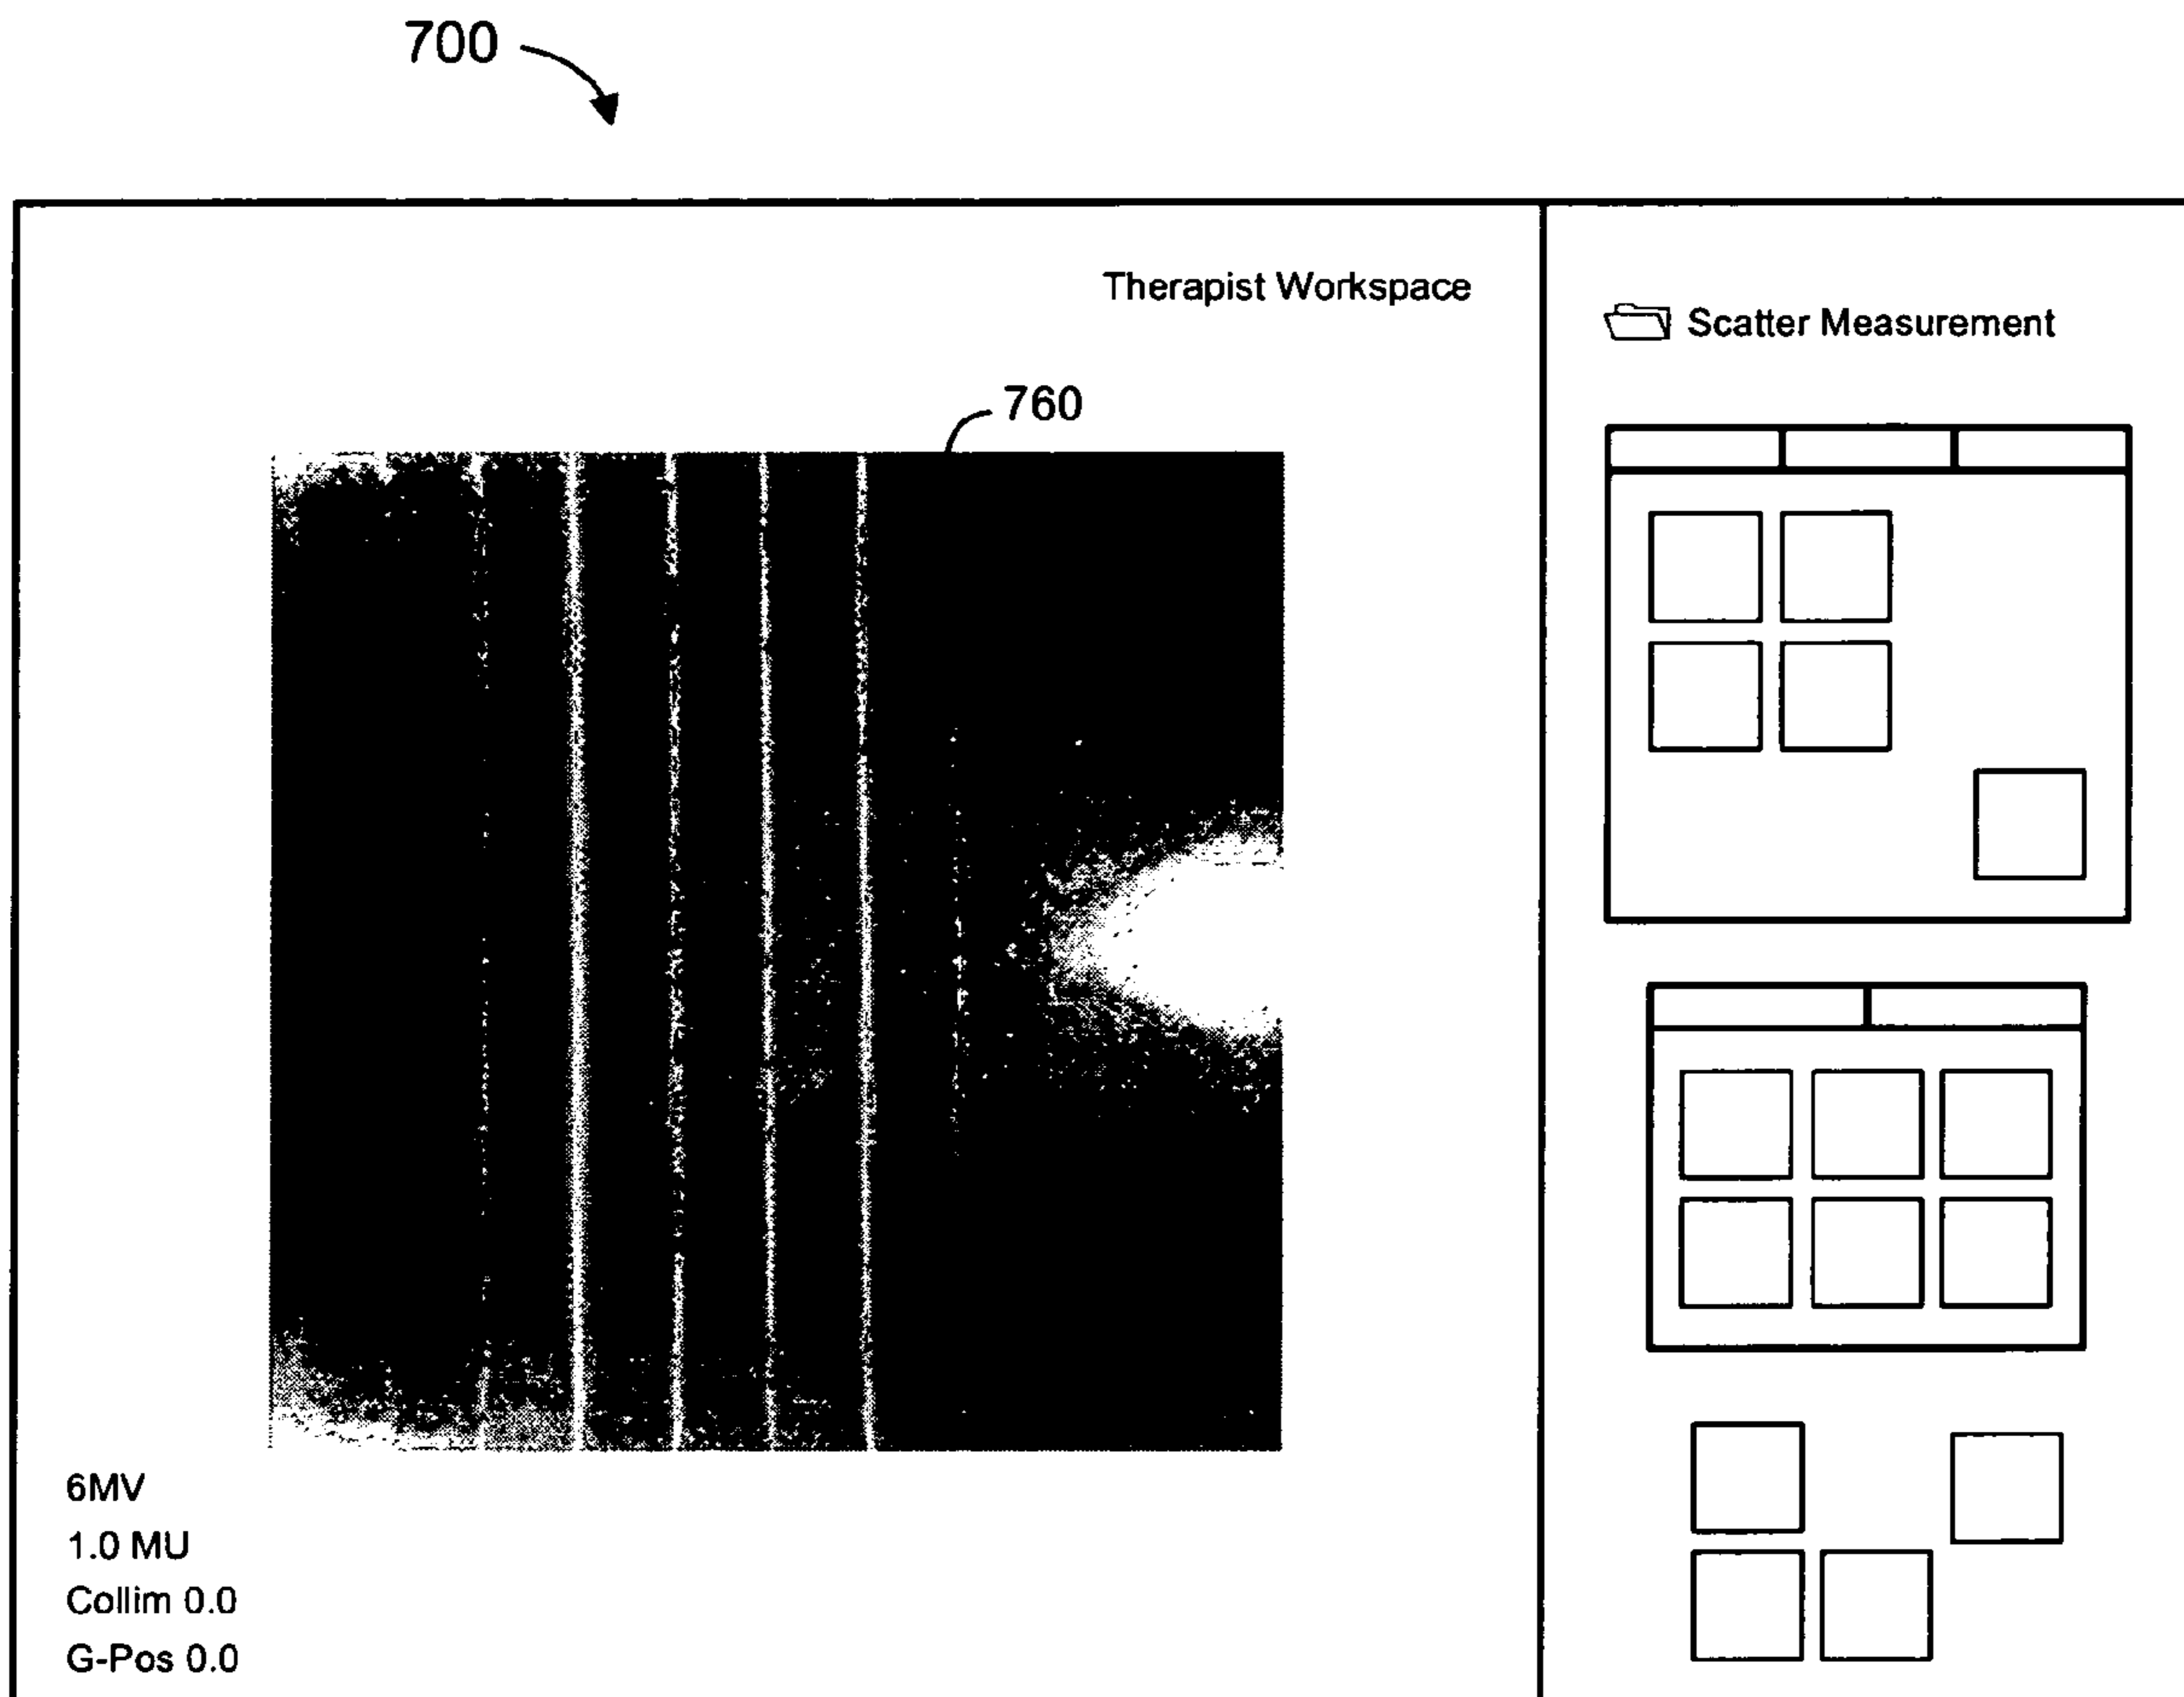 700
Therapist Workspace
Scatter Measurement
760
6MV
1.0 MU
Collim 0.0
G-Pos 0.0